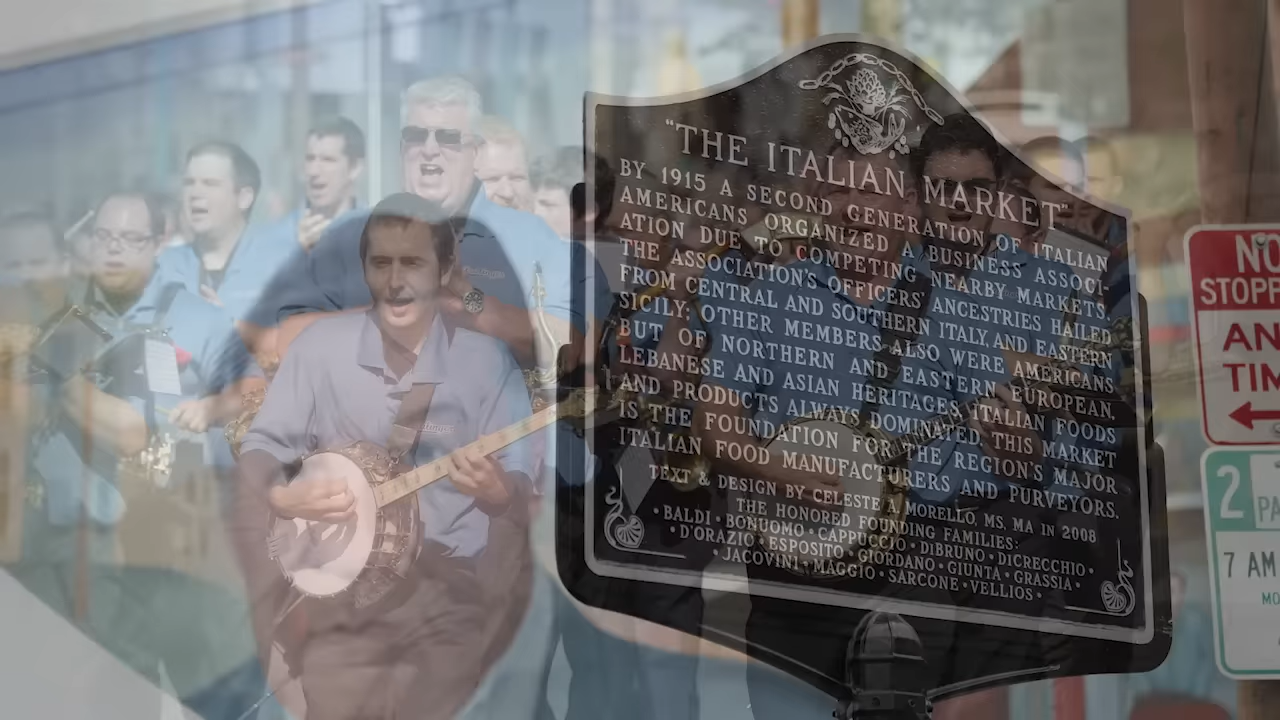 "THE ITALIAN MARKET"
BY 1915 A SECOND GENERATION OF ITALIAN
AMERICANS ORGANIZED A BUSINESS ASSOCI-
ATION DUE TO COMPETING NEARBY MARKETS.
THE ASSOCIATION'S OFFICERS' ANCESTRIES HAILED
FROM CENTRAL AND SOUTHERN ITALY, AND EASTERN
SICILY; OTHER MEMBERS ALSO WERE AMERICANS
BUT OF NORTHERN AND EASTERN EUROPEAN,
LEBANESE AND ASIAN HERITAGES. ITALIAN FOODS
AND PRODUCTS ALWAYS DOMINATED. THIS MARKET
IS THE FOUNDATION FOR THE REGION'S MAJOR
ITALIAN FOOD MANUFACTURERS AND PURVEYORS.
TEXT & DESIGN BY CELESTE A. MORELLO, MS, MA IN 2008
THE HONORED FOUNDING FAMILIES:
• BALDI • BONUOMO • CAPPUCCIO • DIBRUNO • DICRECCHIO •
• D'ORAZIO • ESPOSITO • GIORDANO • GIUNTA • GRASSIA •
• JACOVINI • MAGGIO • SARCONE • VELLIOS •
NO
AN
2
7 AM